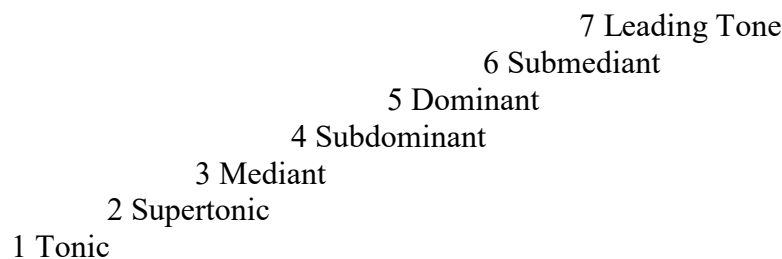 7 Leading Tone
6 Submediant
5 Dominant
4 Subdominant
3 Mediant
2 Supertonic
1 Tonic